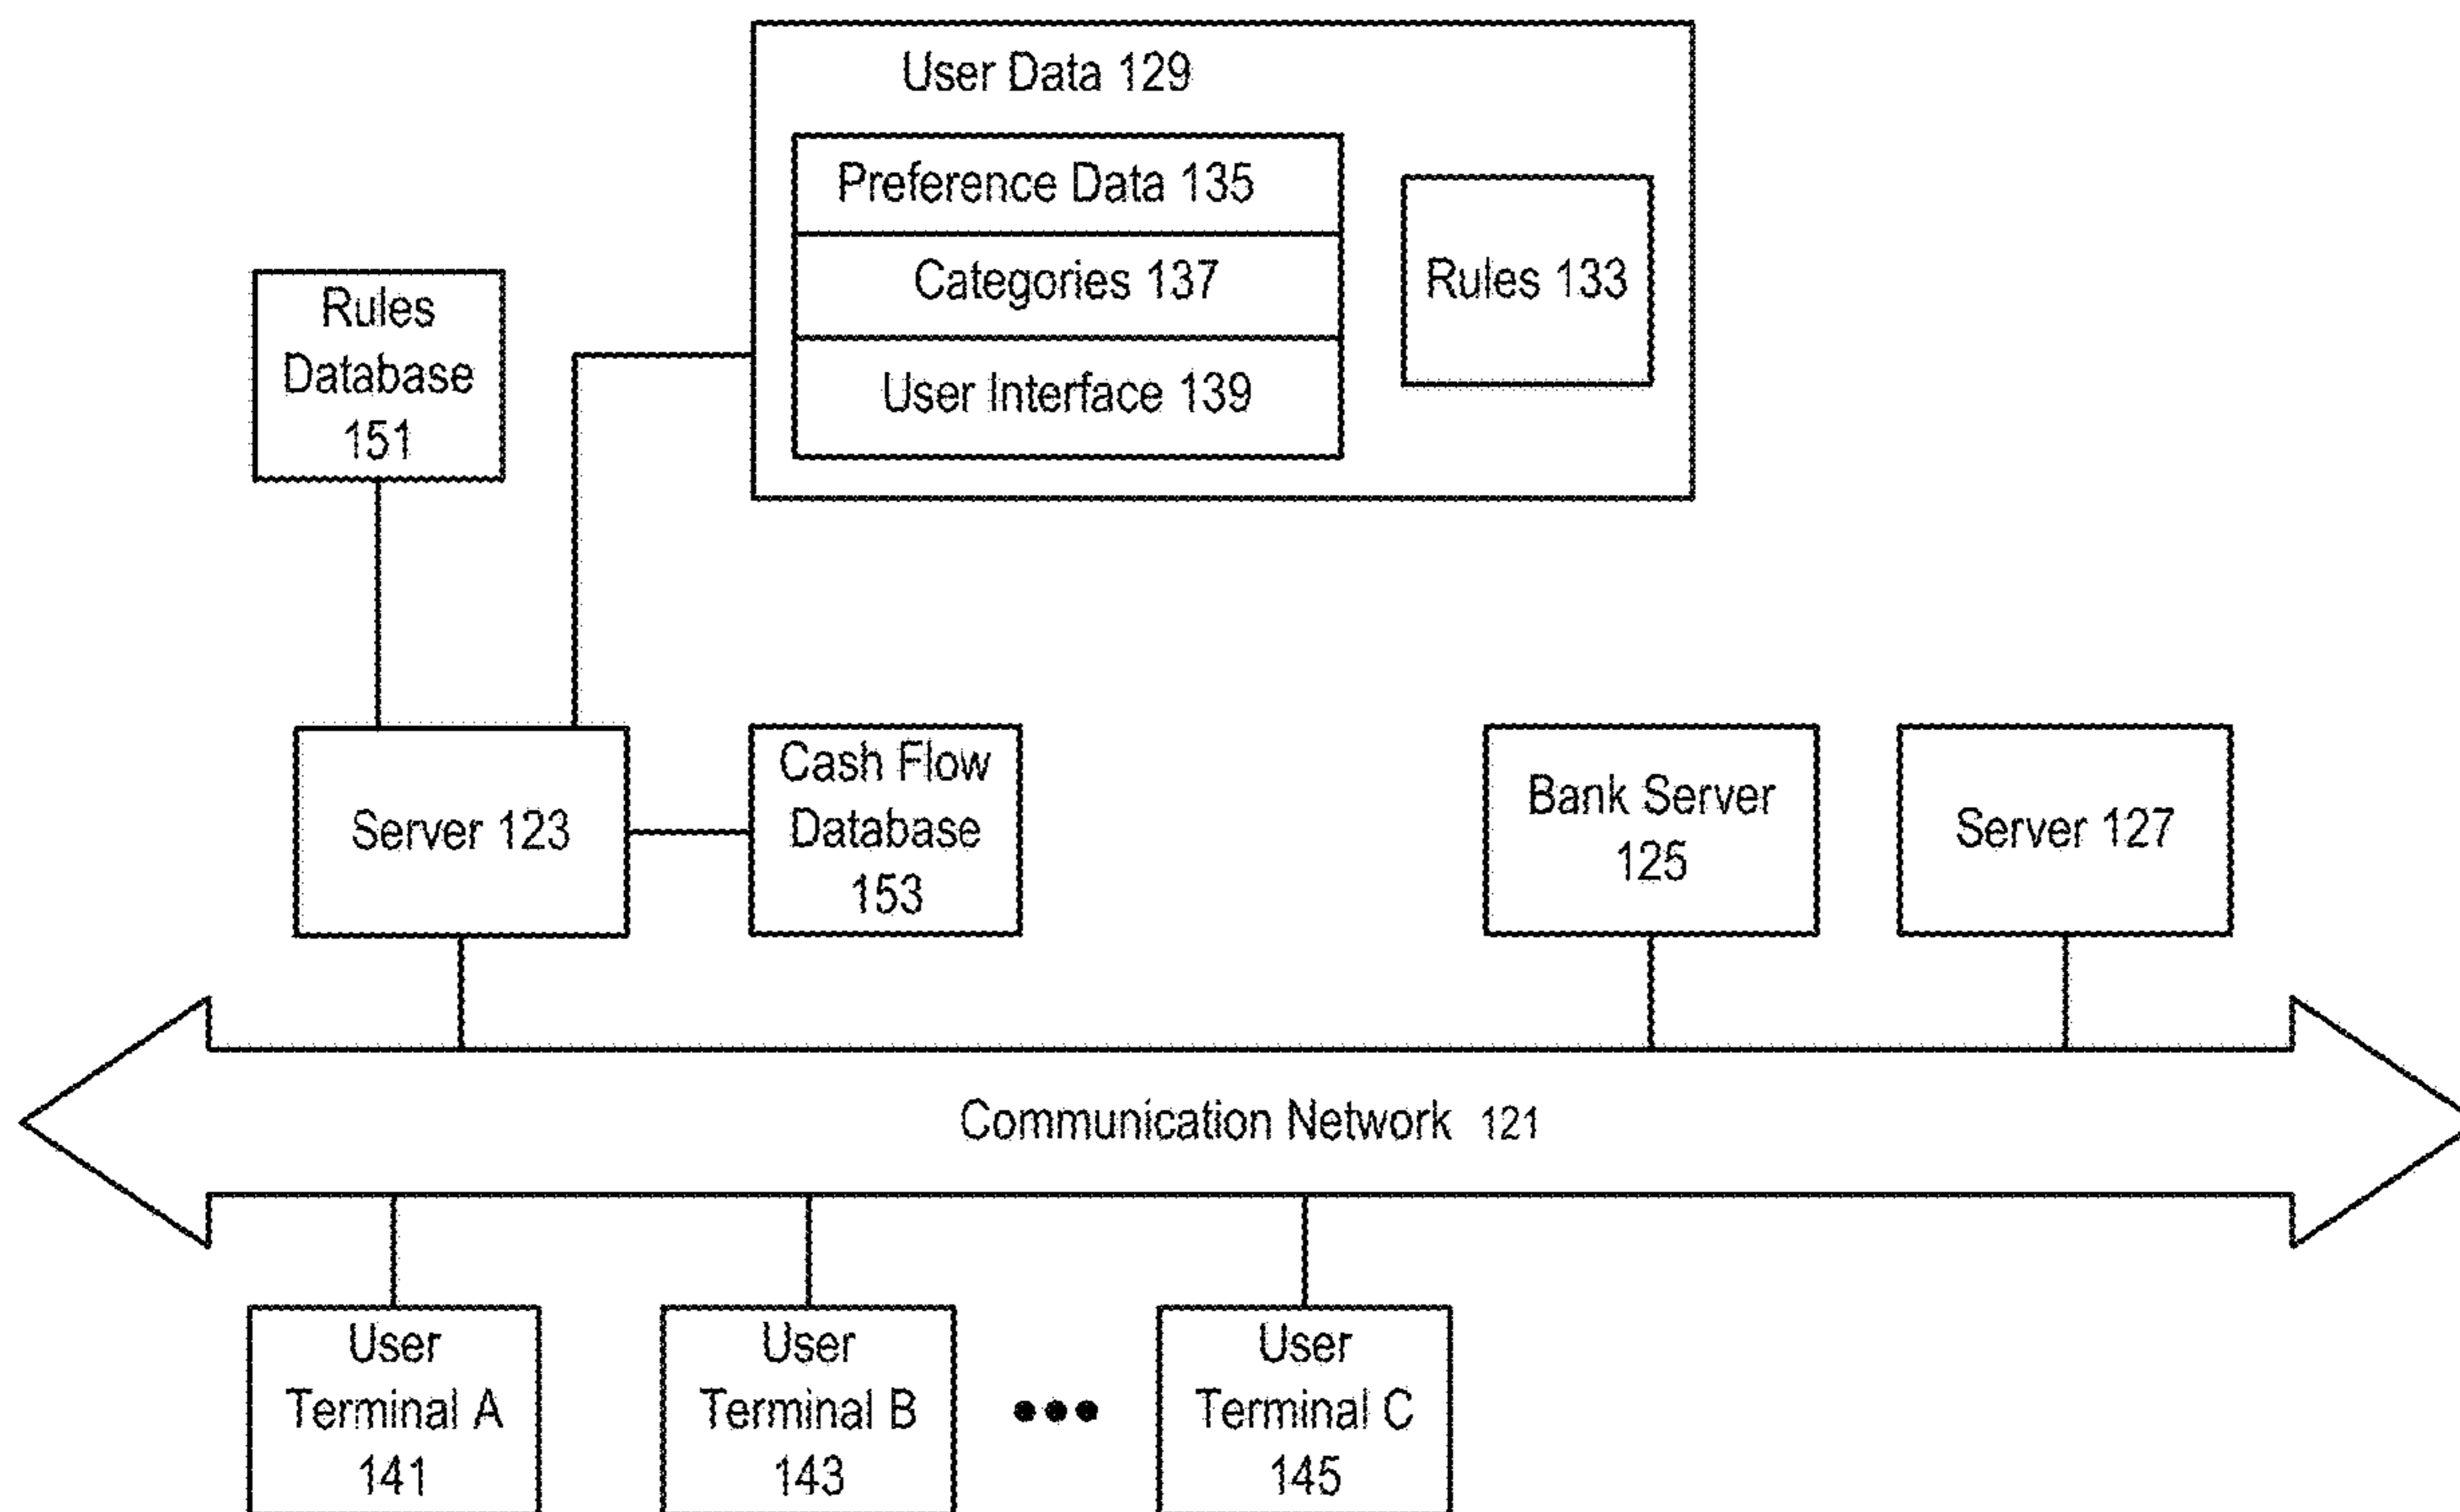 User Data 129
Preference Data 135
Categories 137
User Interface 139
Rules 133
Rules
Database
151
Server 123
Cash Flow
Database
153
Bank Server
125
Server 127
Communication Network 121
User
Terminal A
141
User
Terminal B
143
•••
User
Terminal C
145